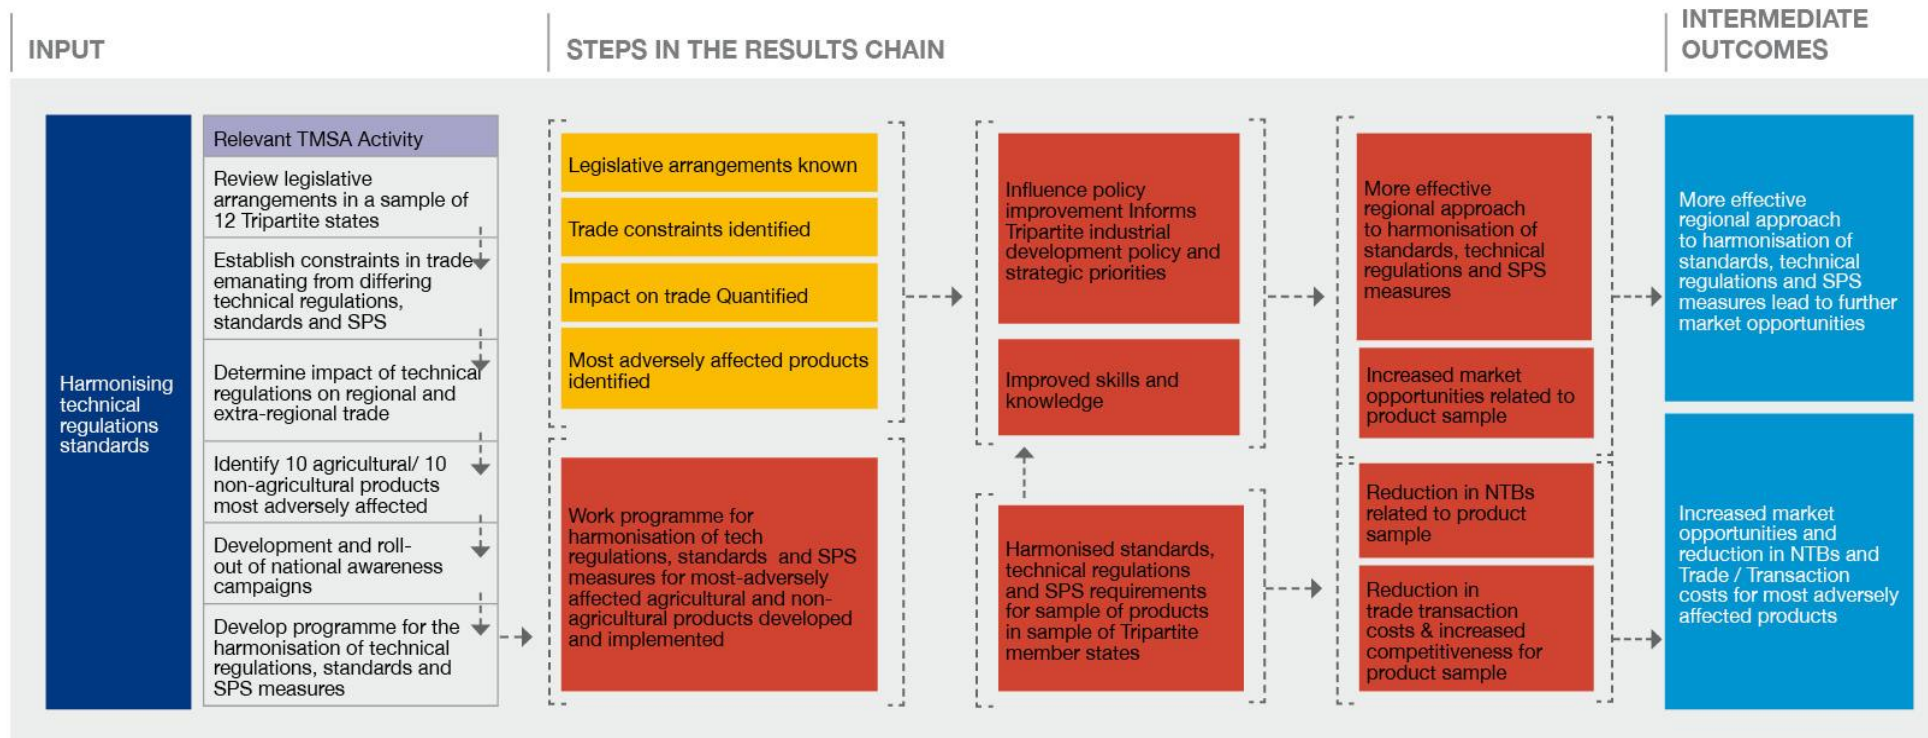 INPUT
STEPS IN THE RESULTS CHAIN
INTERMEDIATE
OUTCOMES
Harmonising
technical
regulations
standards
Relevant TMSA Activity
Review legislative
arrangements in a sample of
12 Tripartite states
Establish constraints in trade
emanating from differing
technical regulations,
standards and SPS
Determine impact of technical
regulations on regional and
extra-regional trade
Identify 10 agricultural/ 10
non-agricultural products
most adversely affected
Development and roll-
out of national awareness
campaigns
Develop programme for the
harmonisation of technical
regulations, standards and
SPS measures
Legislative arrangements known
Trade constraints identified
Impact on trade Quantified
Most adversely affected products
identified
Work programme for
harmonisation of tech
regulations, standards and SPS
measures for most-adversely
affected agricultural and non-
agricultural products developed
and implemented
Influence policy
improvement Informs
Tripartite industrial
development policy and
strategic priorities
Improved skills and
knowledge
Harmonised standards,
technical regulations
and SPS requirements
for sample of products
in sample of Tripartite
member states
More effective
regional approach
to harmonisation of
standards, technical
regulations and SPS
measures
Increased market
opportunities related to
product sample
Reduction in NTBs
related to product
sample
Reduction in
trade transaction
costs & increased
competitiveness for
product sample
More effective
regional approach
to harmonisation of
standards, technical
regulations and SPS
measures lead to further
market opportunities
Increased market
opportunities and
reduction in NTBs and
Trade / Transaction
costs for most adversely
affected products